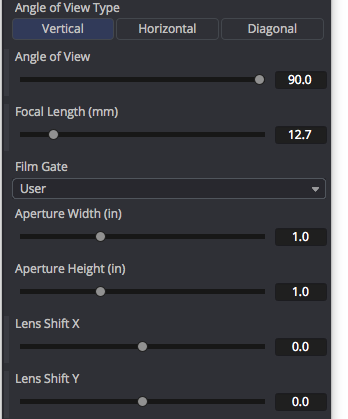 Angle of View Type
Vertical Horizontal Diagonal
Angle of View
90.0
Focal Length (mm)
12.7
Film Gate
User
Aperture Width (in)
1.0
Aperture Height (in)
1.0
Lens Shift X
0.0
Lens Shift Y
0.0